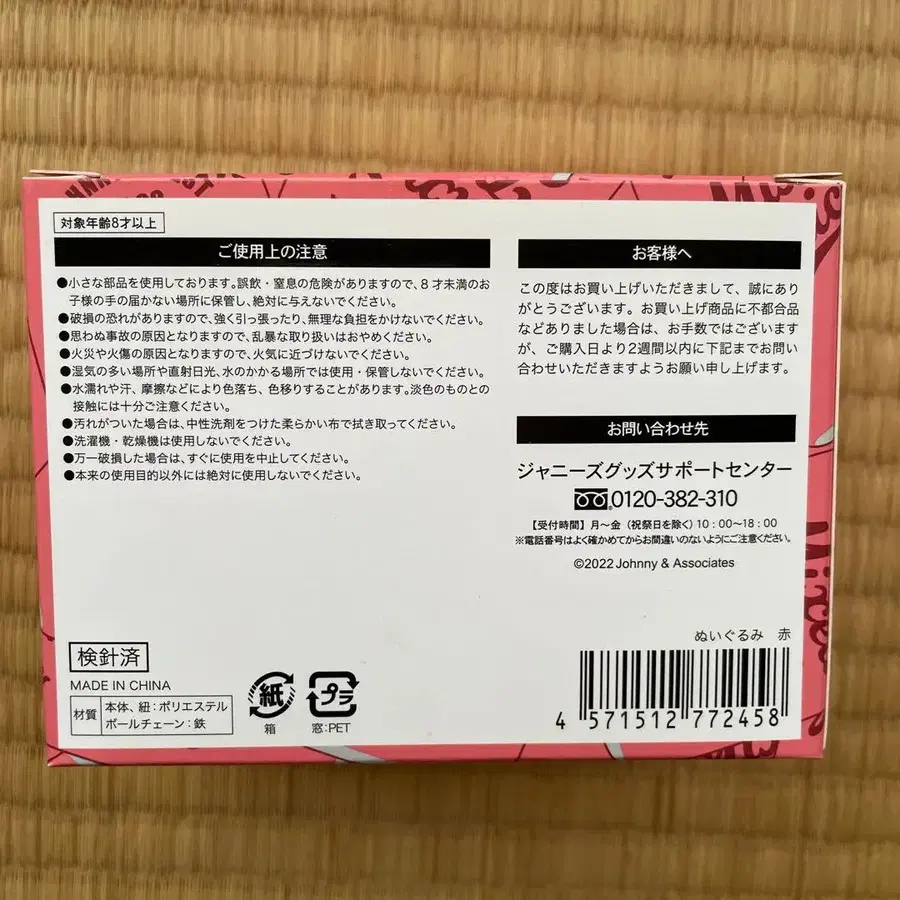 対象年齢8才以上
ご使用上の注意
●小さな部品を使用しております。誤飲・窒息の危険がありますので、8才未満のお
子様の手の届かない場所に保管し、絶対に与えないでください。
●破損の恐れがありますので、強く引っ張ったり、無理な負担をかけないでください。
●思わぬ事故の原因となりますので、乱暴な取り扱いはおやめください。
●火災や火傷の原因となりますので、火気に近づけないでください。
●湿気の多い場所や直射日光、水のかかる場所では使用・保管しないでください。
●水濡れや汗、摩擦などにより色落ち、色移りすることがあります。淡色のものとの
接触には十分ご注意ください。
●汚れがついた場合は、中性洗剤をつけた柔らかい布で拭き取ってください。
●洗濯機・乾燥機は使用しないでください。
●万一破損した場合は、すぐに使用を中止してください。
●本来の使用目的以外には絶対に使用しないでください。
お客様へ
この度はお買い上げいただきまして、誠にあり
がとうございます。お買い上げ商品に不都合品
などありました場合は、お手数ではございます
が、ご購入日より2週間以内に下記までお問い
合わせいただきますようお願い申し上げます。
お問い合わせ先
ジャニーズグッズサポートセンター
0120-382-310
【受付時間】月〜金(祝祭日を除く)10:00〜18:00
※電話番号はよく確かめてからお間違いのないようにご注意ください。
©2022 Johnny & Associates
検針済
MADE IN CHINA
材質
本体、紐:ポリエステル
ボールチェーン:鉄
紙
箱
プラ
窓:PET
ぬいぐるみ 赤
4 571512 772458